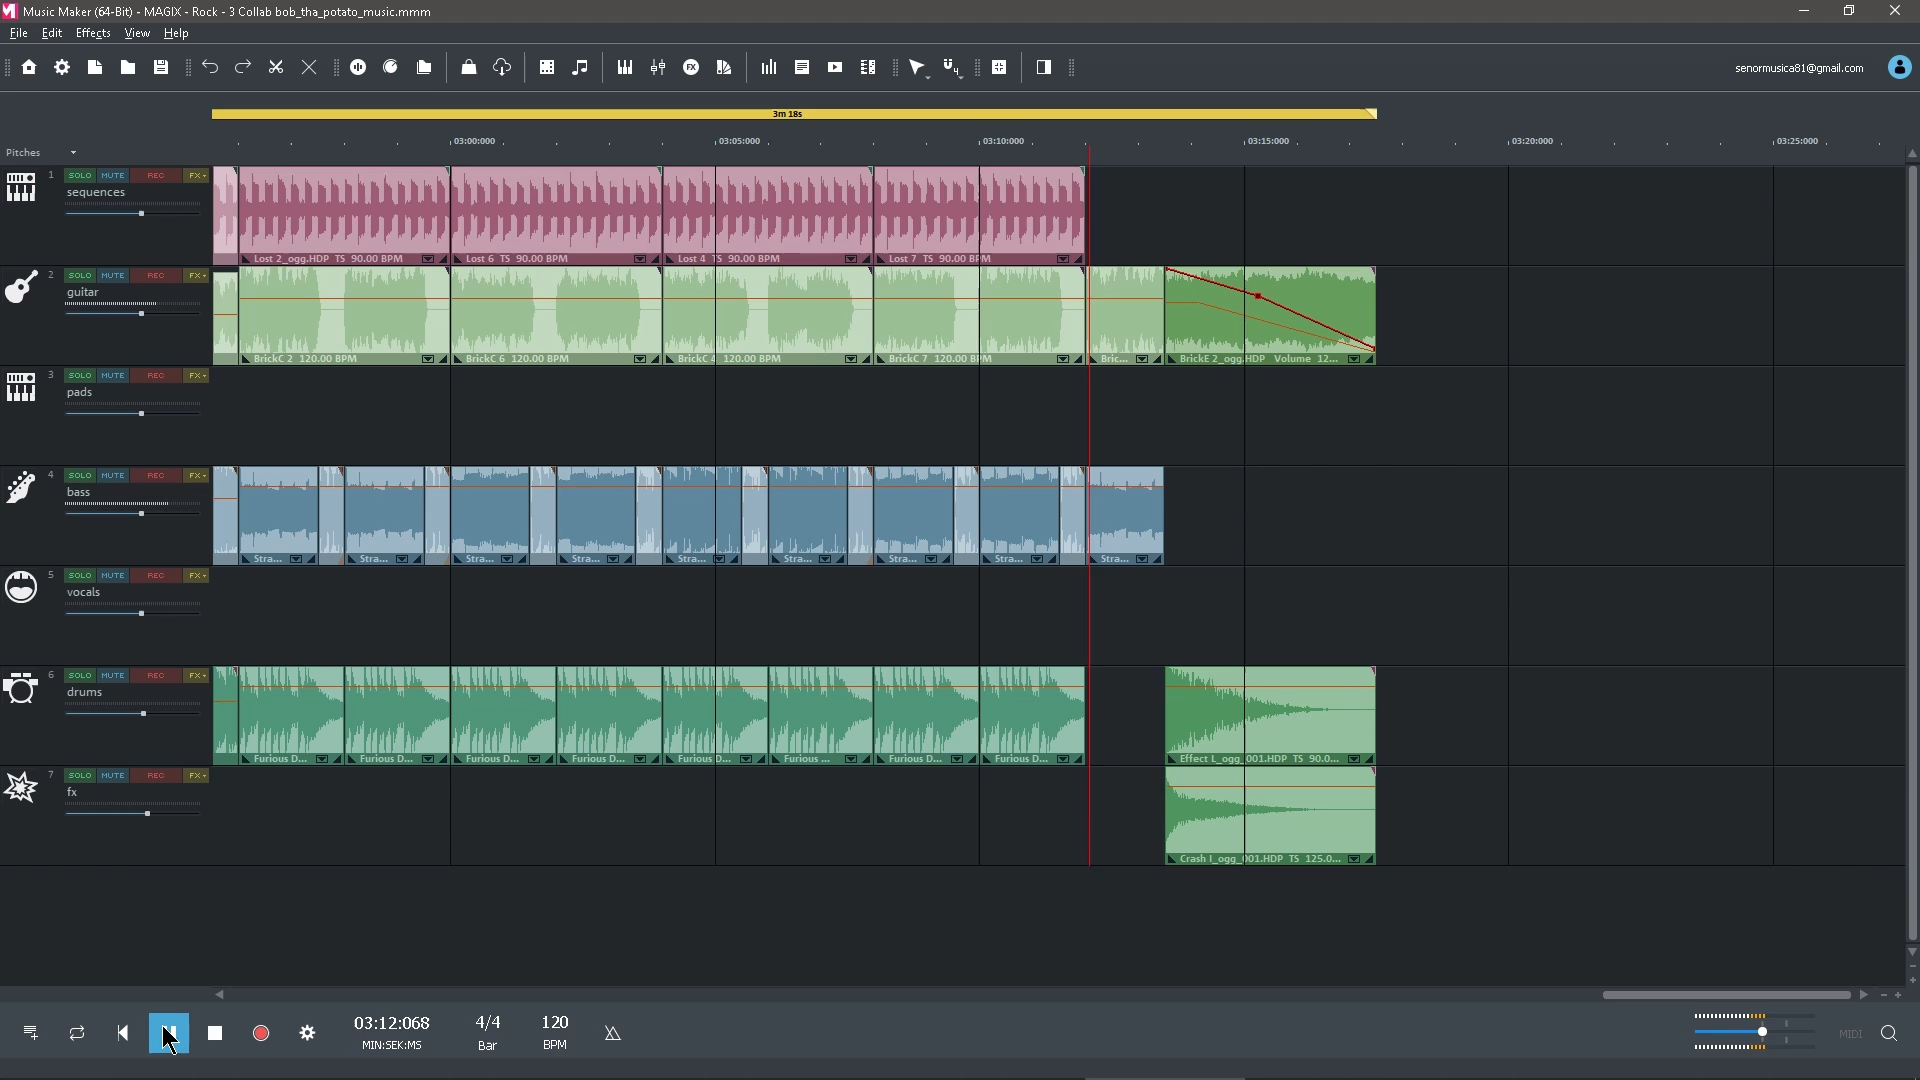 Music Maker (64-Bit) - MAGIX - Rock - 3 Collab bob_tha_potato_music.mmm
File Edit Effects View Help
senormusica81@gmail.com
3m 18s
03:00:000 03:05:000 03:10:000 03:15:000 03:20:000 03:25:000
Pitches
1 SOLO MUTE REC FX
sequences
Lost 2_ogg.HDP TS 90.00 BPM Lost 6 TS 90.00 BPM Lost 4 TS 90.00 BPM Lost 7 TS 90.00 BPM
2 SOLO MUTE REC FX
guitar
BrickC 2 120.00 BPM BrickC 6 120.00 BPM BrickC 4 120.00 BPM BrickC 7 120.00 BPM Bric... BrickE 2_ogg.HDP Volume 12...
3 SOLO MUTE REC FX
pads
4 SOLO MUTE REC FX
bass
Stra... Stra... Stra... Stra... Stra... Stra... Stra... Stra... Stra...
5 SOLO MUTE REC FX
vocals
6 SOLO MUTE REC FX
drums
Furious D... Furious D... Furious D... Furious D... Furious D... Furious ... Furious D... Furious D... Effect L_ogg_001.HDP TS 90.0...
7 SOLO MUTE REC FX
fx
Crash I_ogg_001.HDP TS 125.0...
03:12:068 4/4 120
MIN:SEK:MS Bar BPM
MIDI